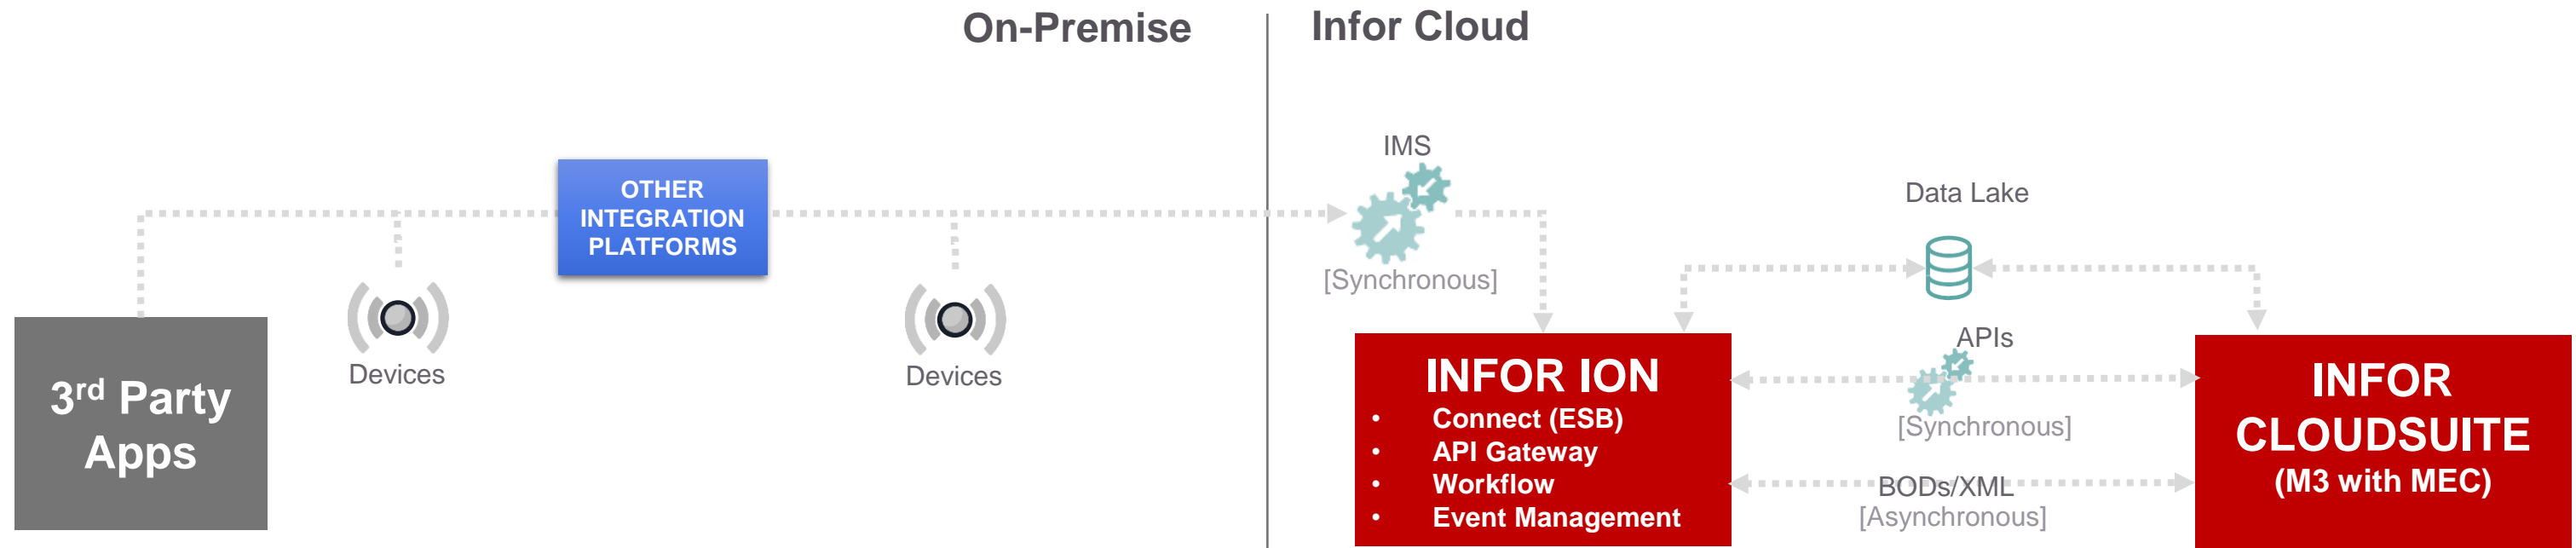 On-Premise
Infor Cloud
IMS
[Synchronous]
OTHER
INTEGRATION
PLATFORMS
Data Lake
3rd Party
Apps
Devices
Devices
INFOR ION
• Connect (ESB)
• API Gateway
• Workflow
• Event Management
APIs
[Synchronous]
BODs/XML
[Asynchronous]
INFOR
CLOUDSUITE
(M3 with MEC)